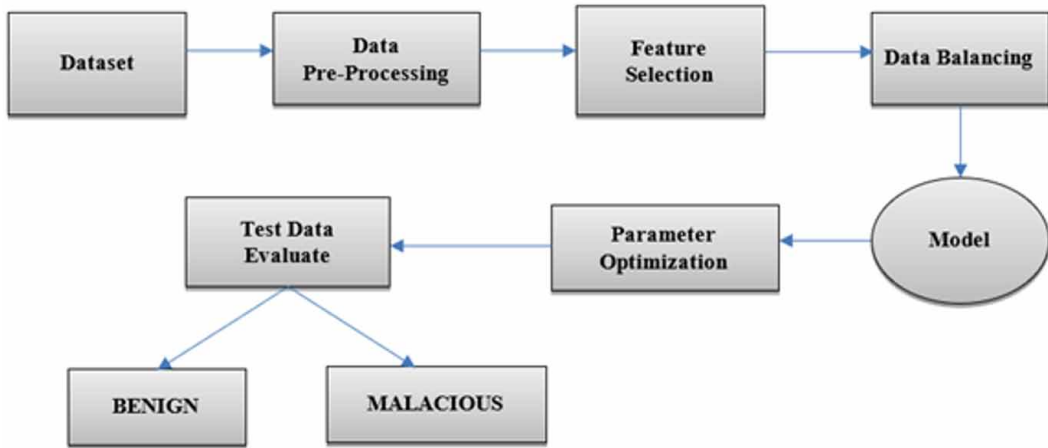 Dataset
Data
Pre-Processing
Feature
Selection
Data Balancing
Model
Parameter
Optimization
Test Data
Evaluate
BENIGN
MALACIOUS